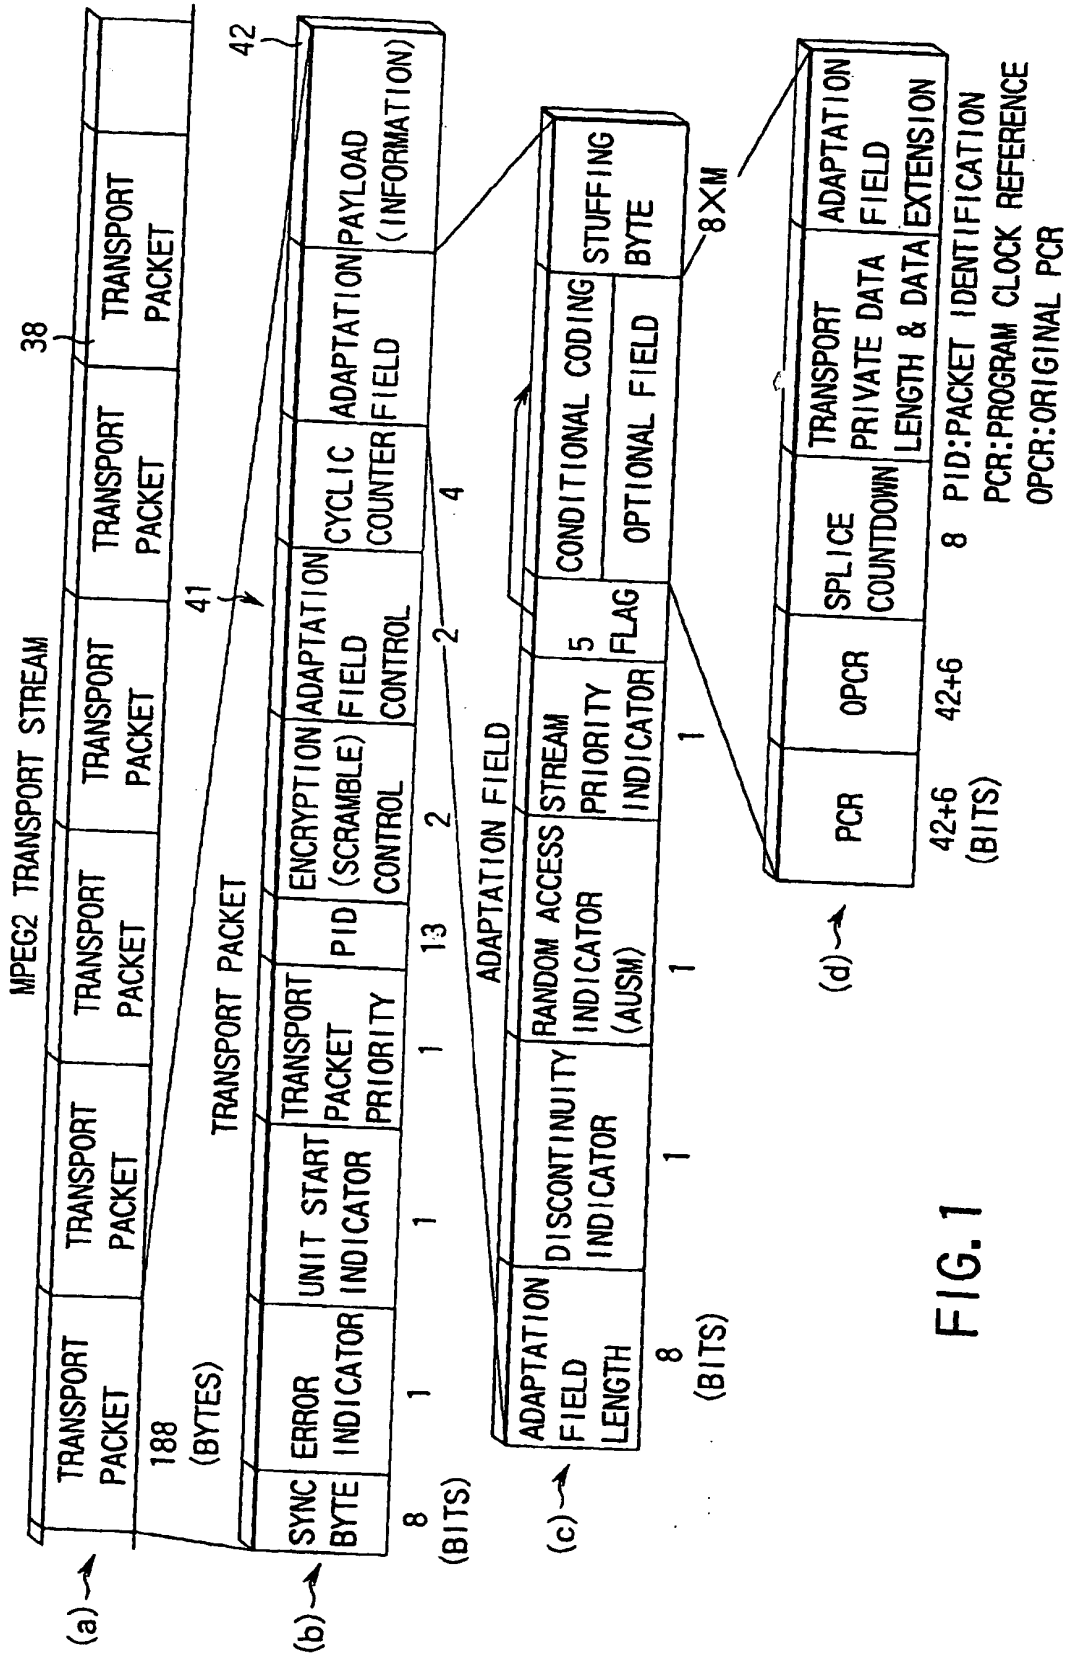 MPEG2 TRANSPORT STREAM
38
(a)
TRANSPORT
PACKET
TRANSPORT
PACKET
TRANSPORT
PACKET
TRANSPORT
PACKET
TRANSPORT
PACKET
TRANSPORT
PACKET
188
(BYTES)
TRANSPORT PACKET
41
42
(b)
SYNC
BYTE
ERROR
INDICATOR
UNIT START
INDICATOR
TRANSPORT
PACKET
PRIORITY
PID
ENCRYPTION
(SCRAMBLE)
CONTROL
ADAPTATION
FIELD
CONTROL
CYCLIC
COUNTER
ADAPTATION
FIELD
PAYLOAD
(INFORMATION)
8
(BITS)
1
1
1
13
2
2
4
ADAPTATION FIELD
(c)
ADAPTATION
FIELD
LENGTH
DISCONTINUITY
INDICATOR
RANDOM ACCESS
INDICATOR
(AUSM)
STREAM
PRIORITY
INDICATOR
5
FLAG
CONDITIONAL CODING
OPTIONAL FIELD
STUFFING
BYTE
8
(BITS)
1
1
1
8×M
(d)
PCR
OPCR
SPLICE
COUNTDOWN
TRANSPORT
PRIVATE DATA
LENGTH & DATA
ADAPTATION
FIELD
EXTENSION
42+6
(BITS)
42+6
8
PID:PACKET IDENTIFICATION
PCR:PROGRAM CLOCK REFERENCE
OPCR:ORIGINAL PCR
FIG.1